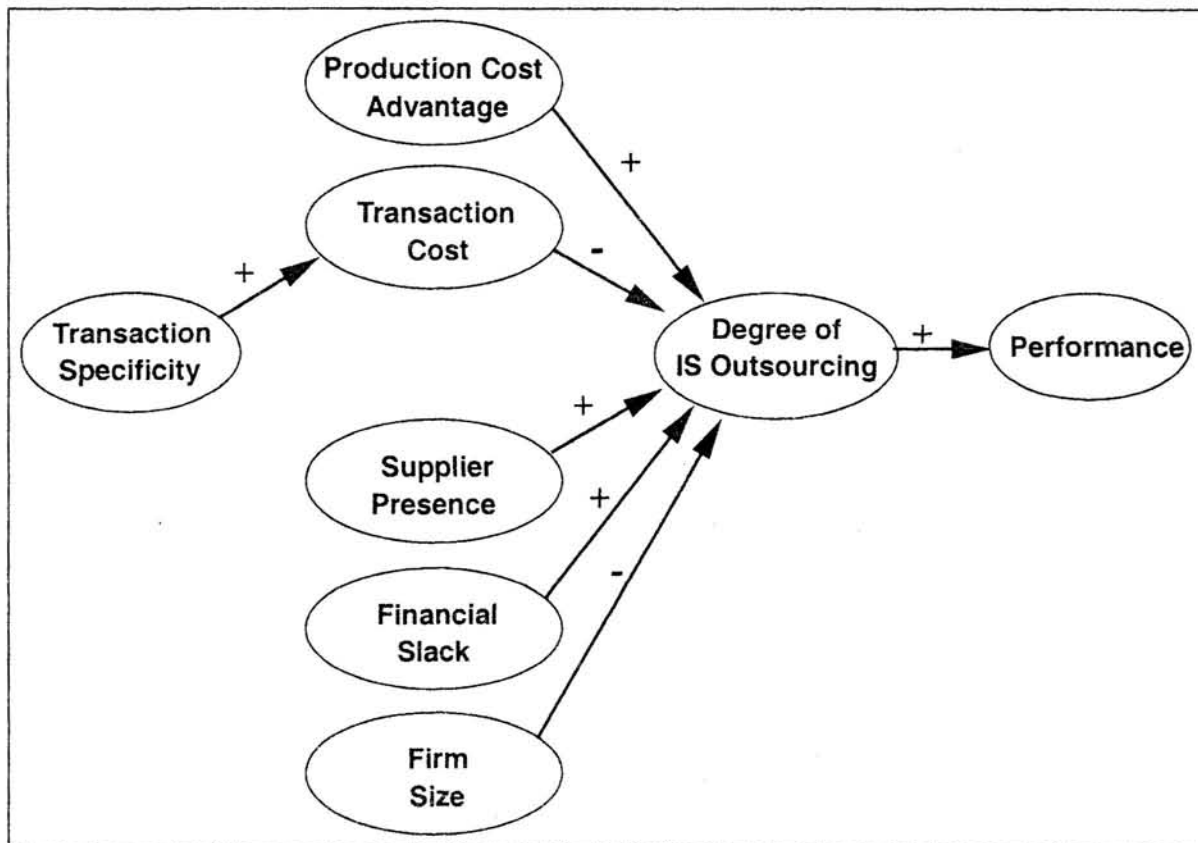 Production Cost
Advantage
+
Transaction
Cost
-
+
Transaction
Specificity
Degree of
IS Outsourcing
+
Performance
+
Supplier
Presence
+
Financial
Slack
-
Firm
Size